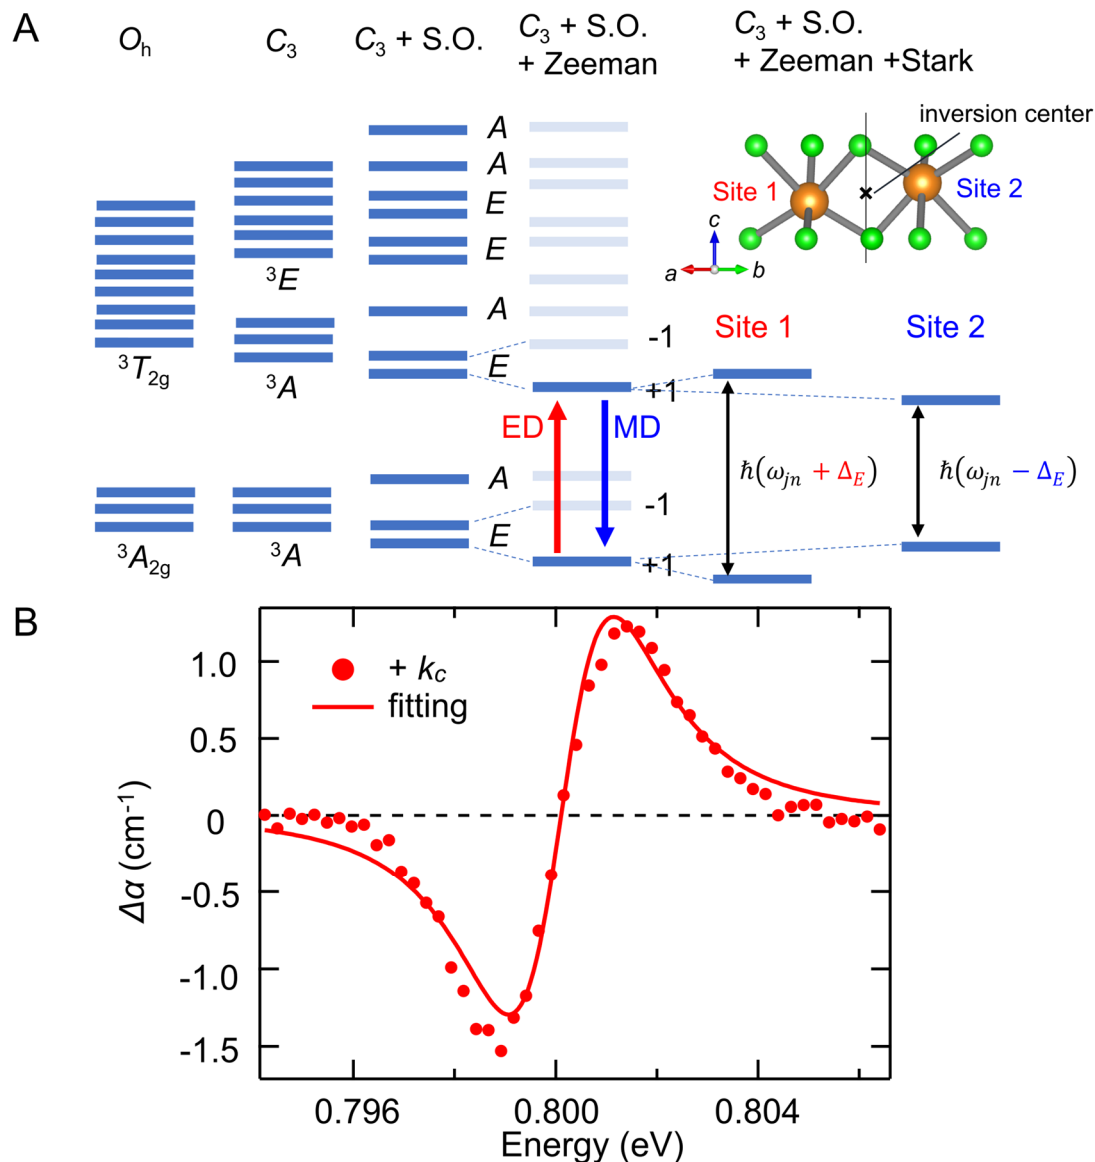 A
Oh
C3
C3 + S.O.
C3 + S.O.
+ Zeeman
C3 + S.O.
+ Zeeman +Stark
inversion center
Site 1
Site 2
c
a
b
A
A
E
E
A
E
3E
3T2g
3A
-1
+1
Site 1
Site 2
ED
MD
ℏ(ωjn + ΔE)
ℏ(ωjn − ΔE)
A
-1
E
+1
3A2g
3A
B
+ kc
fitting
Δα (cm-1)
1.0
0.5
0
-0.5
-1.0
-1.5
0.796
0.800
0.804
Energy (eV)